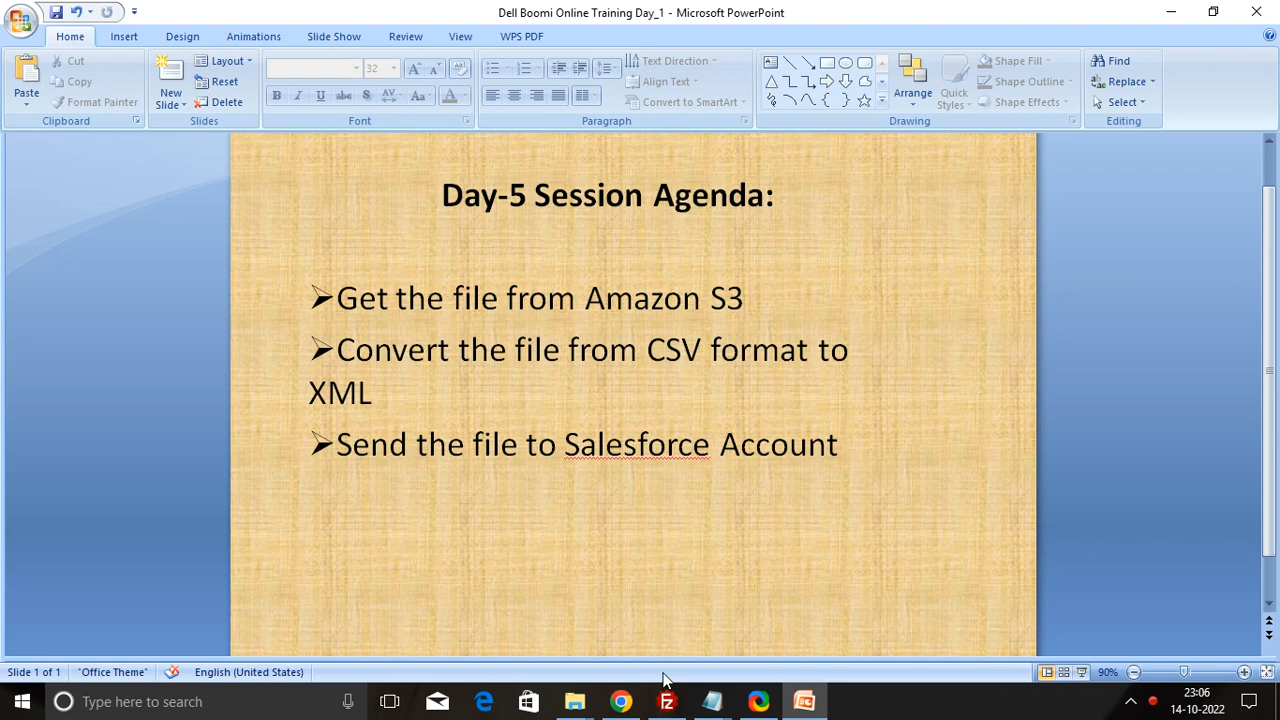 Dell Boomi Online Training Day_1 - Microsoft PowerPoint
Home Insert Design Animations Slide Show Review View WPS PDF
Paste
Cut
Copy
Format Painter
Clipboard
New Slide
Layout
Reset
Delete
Slides
32
B I U abc S AV Aa A
Font
Text Direction
Align Text
Convert to SmartArt
Paragraph
Arrange
Quick Styles
Shape Fill
Shape Outline
Shape Effects
Drawing
Find
Replace
Select
Editing
Day-5 Session Agenda:
➢Get the file from Amazon S3
➢Convert the file from CSV format to
XML
➢Send the file to Salesforce Account
Slide 1 of 1 "Office Theme" English (United States) 90%
Type here to search
23:06
14-10-2022